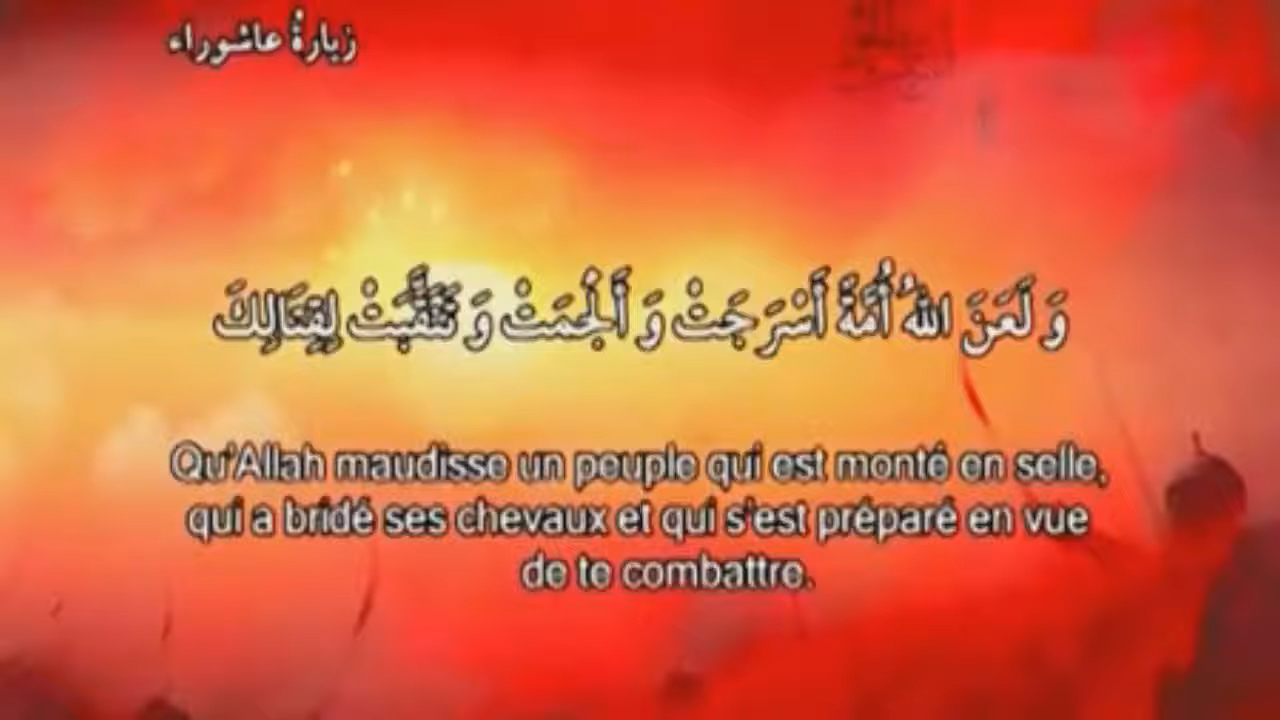 زيارةُ عاشوراء
وَ لَعَنَ اللهُ أُمَّةً أَسْرَجَتْ وَ أَلْجَمَتْ وَ تَنَقَّبَتْ لِقِتَالِكَ
Qu'Allah maudisse un peuple qui est monté en selle,
qui a bridé ses chevaux et qui s'est préparé en vue
de te combattre.